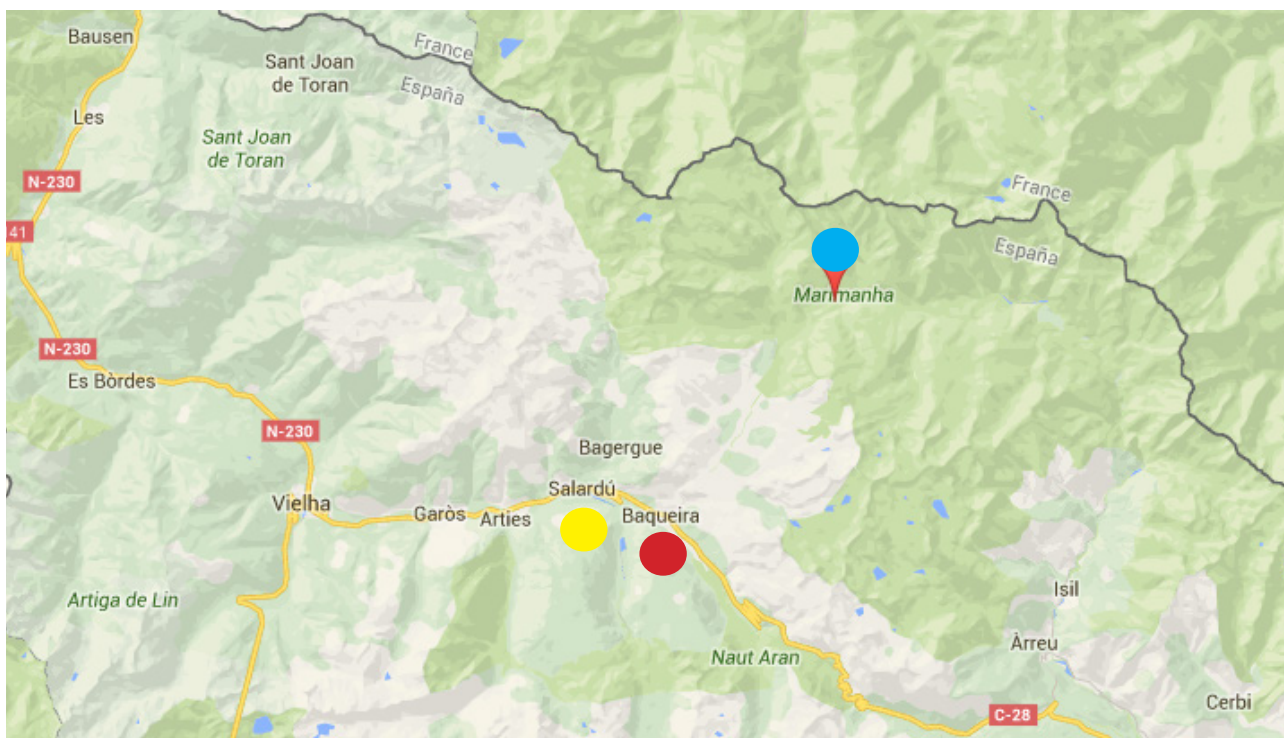 Bausen
France
España
Sant Joan
de Toran
Les
Sant Joan
de Toran
N-230
41
France
España
Marimanha
N-230
Es Bòrdes
N-230
Bagergue
Salardú
Vielha
Garòs
Arties
Baqueira
Artiga de Lin
Isil
Àrreu
Naut Aran
Cerbi
C-28